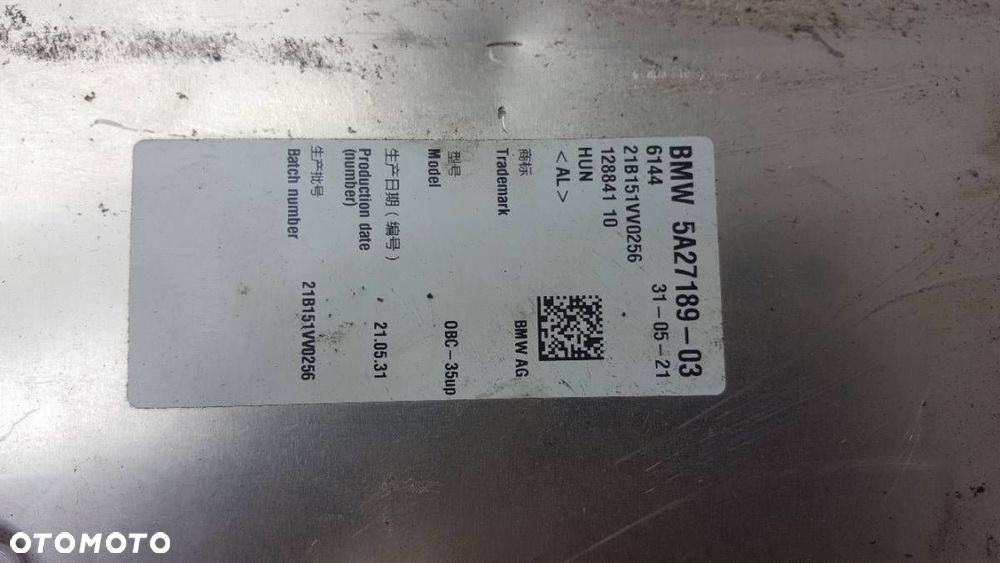 BMW 5A27189-03
6144 31-05-21
21B151VV0256
128841 10
HUN
<AL>
商标
Trademark BMW AG
型号
Model OBC-35up
生产日期(编号)
Production date
(number) 21.05.31
生产批号
Batch number 21B151VV0256
OTOMOTO